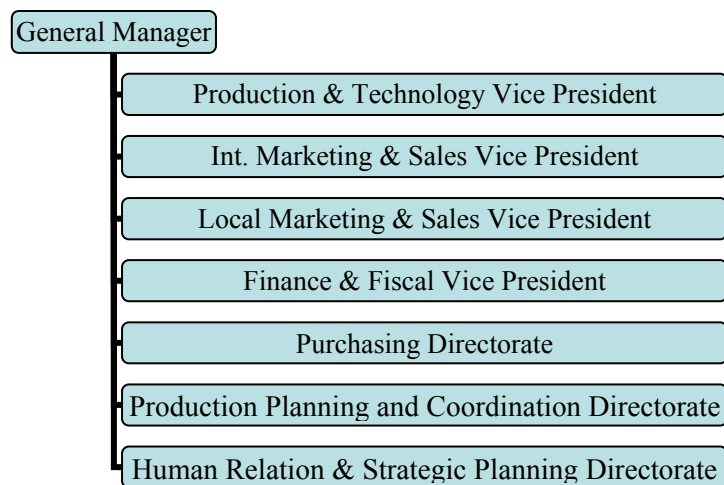 General Manager
Production & Technology Vice President
Int. Marketing & Sales Vice President
Local Marketing & Sales Vice President
Finance & Fiscal Vice President
Purchasing Directorate
Production Planning and Coordination Directorate
Human Relation & Strategic Planning Directorate